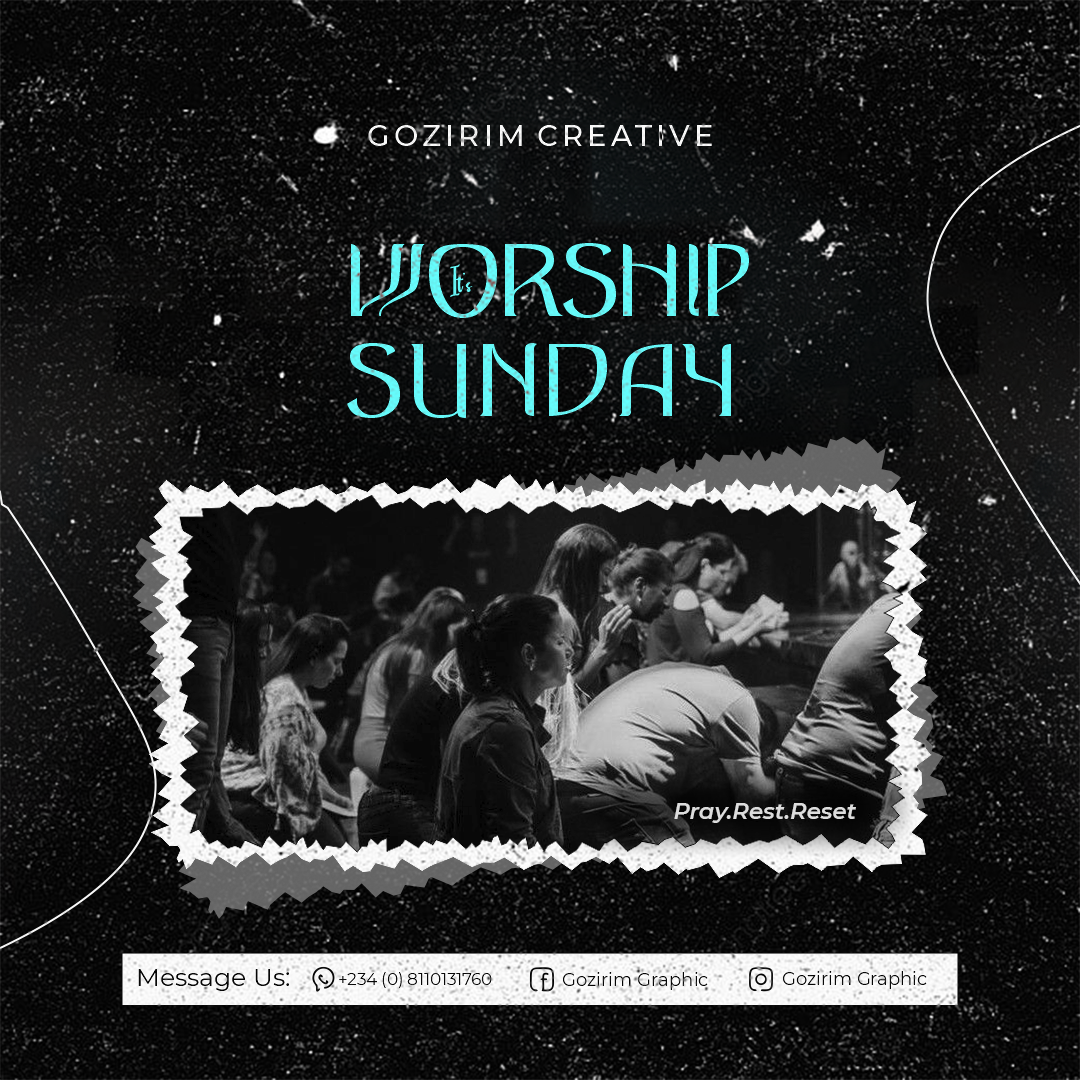 GOZIRIM CREATIVE
It's
WORSHIP
SUNDAY
Pray.Rest.Reset
Message Us: +234 (0) 8110131760 Gozirim Graphic Gozirim Graphic